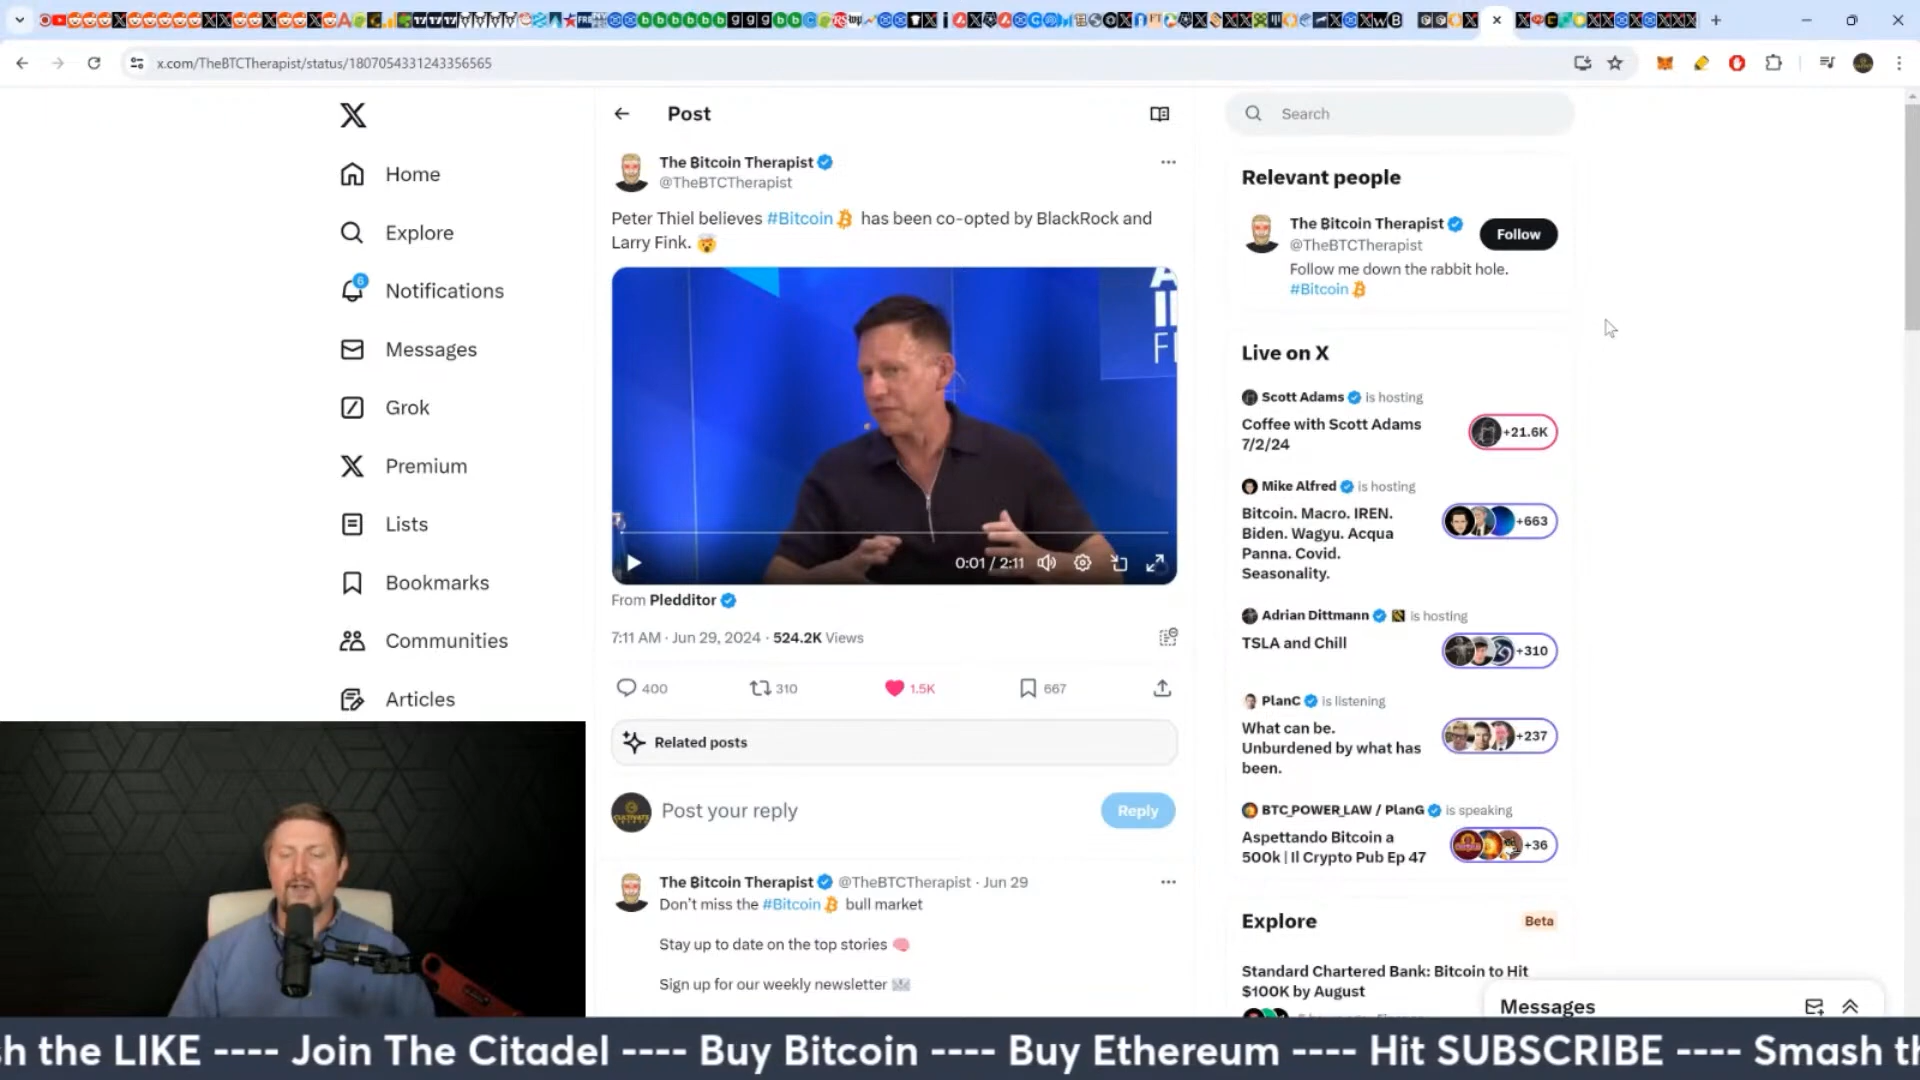 x.com/TheBTCTherapist/status/1807054331243356565
Home
Explore
6
Notifications
Messages
Grok
Premium
Lists
Bookmarks
Communities
Articles
Post
The Bitcoin Therapist
@TheBTCTherapist
Peter Thiel believes #Bitcoin has been co-opted by BlackRock and
Larry Fink.
0:01 / 2:11
From Pledditor
7:11 AM · Jun 29, 2024 · 524.2K Views
400
310
1.5K
667
Related posts
Post your reply
Reply
The Bitcoin Therapist @TheBTCTherapist · Jun 29
Don't miss the #Bitcoin bull market
Stay up to date on the top stories
Sign up for our weekly newsletter
Search
Relevant people
The Bitcoin Therapist
@TheBTCTherapist
Follow
Follow me down the rabbit hole.
#Bitcoin
Live on X
Scott Adams is hosting
Coffee with Scott Adams
7/2/24
+21.6K
Mike Alfred is hosting
Bitcoin. Macro. IREN.
Biden. Wagyu. Acqua
Panna. Covid.
Seasonality.
+663
Adrian Dittmann is hosting
TSLA and Chill
+310
PlanC is listening
What can be.
Unburdened by what has
been.
+237
BTC_POWER_LAW / PlanG is speaking
Aspettando Bitcoin a
500k | Il Crypto Pub Ep 47
+36
Explore
Beta
Standard Chartered Bank: Bitcoin to Hit
$100K by August
Messages
sh the LIKE ---- Join The Citadel ---- Buy Bitcoin ---- Buy Ethereum ---- Hit SUBSCRIBE ---- Smash th